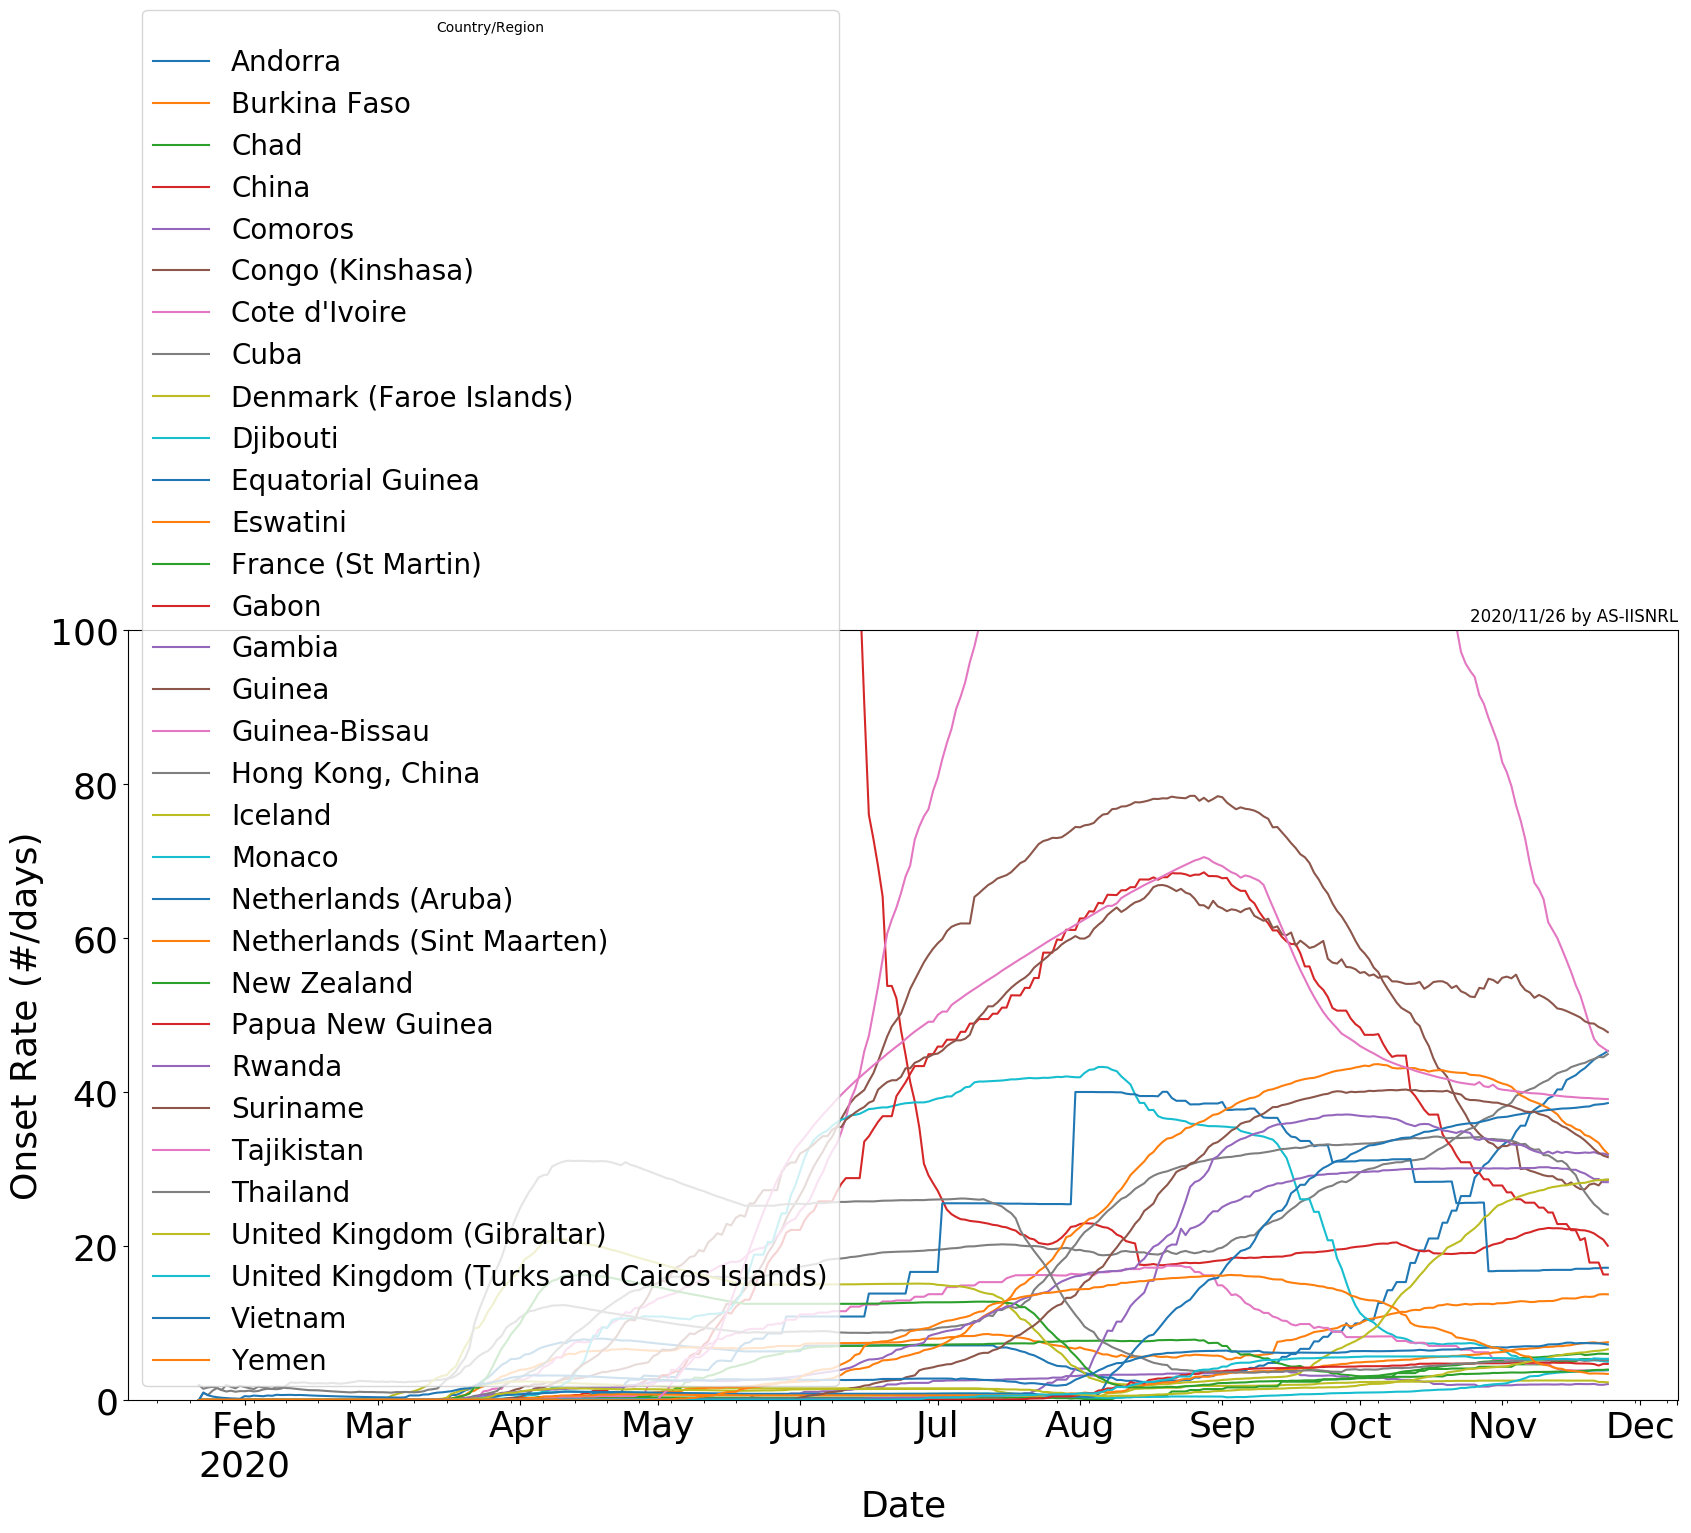 Country/Region
Andorra
Burkina Faso
Chad
China
Comoros
Congo (Kinshasa)
Cote d'Ivoire
Cuba
Denmark (Faroe Islands)
Djibouti
Equatorial Guinea
Eswatini
France (St Martin)
Gabon
Gambia
Guinea
Guinea-Bissau
Hong Kong, China
Iceland
Monaco
Netherlands (Aruba)
Netherlands (Sint Maarten)
New Zealand
Papua New Guinea
Rwanda
Suriname
Tajikistan
Thailand
United Kingdom (Gibraltar)
United Kingdom (Turks and Caicos Islands)
Vietnam
Yemen
2020/11/26 by AS-IISNRL
Onset Rate (#/days)
100
80
60
40
20
0
Feb Mar Apr May Jun Jul Aug Sep Oct Nov Dec
2020
Date